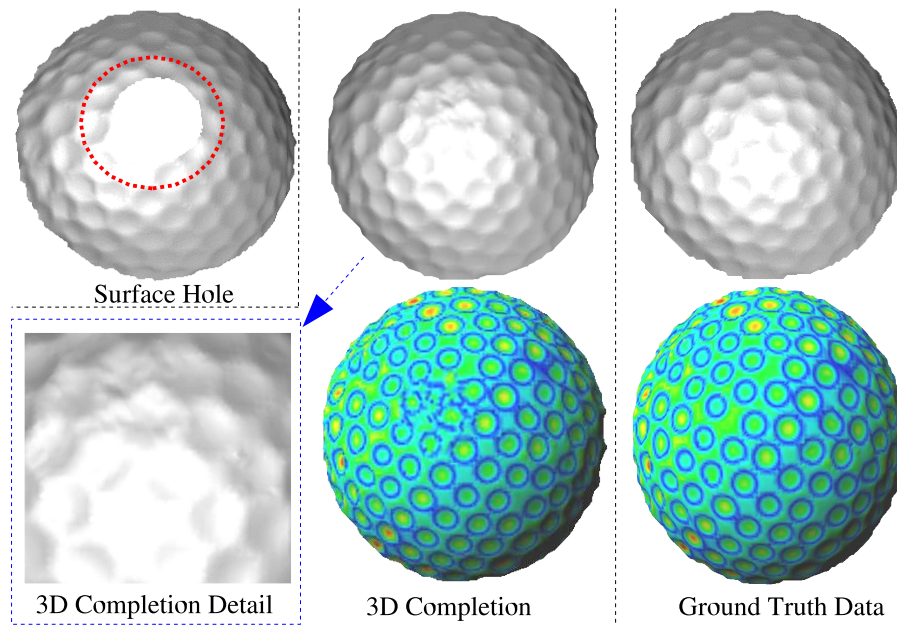 Surface Hole
3D Completion Detail
3D Completion
Ground Truth Data